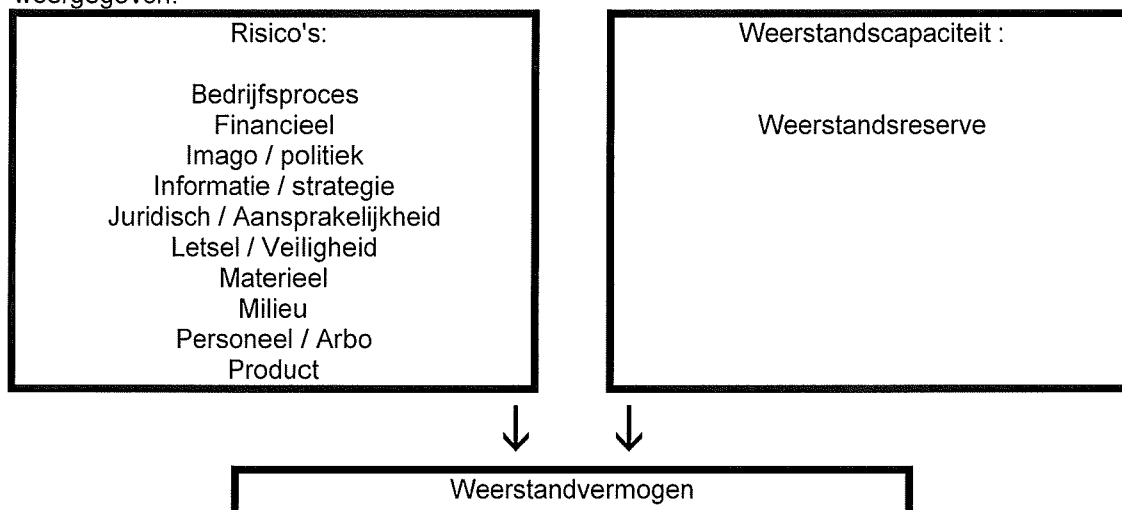 weergegeven.
Risico's:
Bedrijfsproces
Financieel
Imago / politiek
Informatie / strategie
Juridisch / Aansprakelijkheid
Letsel / Veiligheid
Materieel
Milieu
Personeel / Arbo
Product
Weerstandscapaciteit :
Weerstandsreserve
Weerstandvermogen